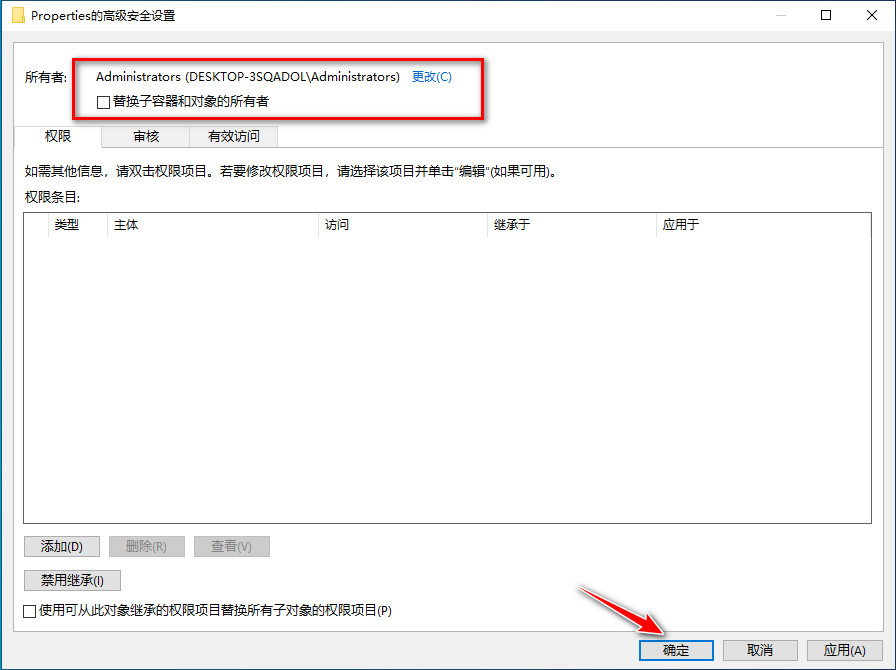 Properties的高级安全设置
所有者: Administrators (DESKTOP-3SQADOL\Administrators) 更改(C)
替换子容器和对象的所有者
权限 审核 有效访问
如需其他信息，请双击权限项目。若要修改权限项目，请选择该项目并单击“编辑”(如果可用)。
权限条目:
类型 主体 访问 继承于 应用于
添加(D) 删除(R) 查看(V)
禁用继承(I)
使用可从此对象继承的权限项目替换所有子对象的权限项目(P)
确定 取消 应用(A)